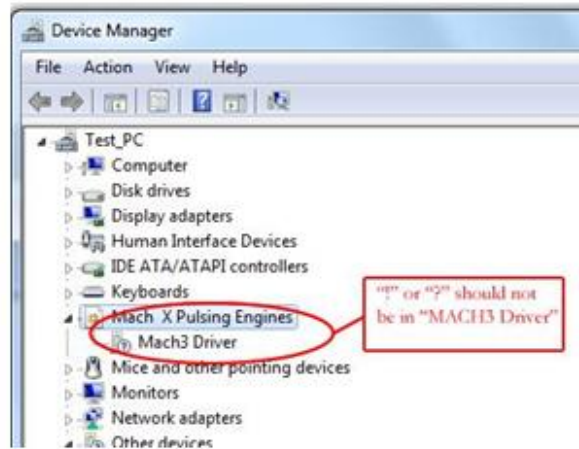 Device Manager
File Action View Help
Test_PC
Computer
Disk drives
Display adapters
Human Interface Devices
IDE ATA/ATAPI controllers
Keyboards
"!" or "?" should not
be in "MACH3 Driver"
Mach X Pulsing Engines
Mach3 Driver
Mice and other pointing devices
Monitors
Network adapters
Other devices